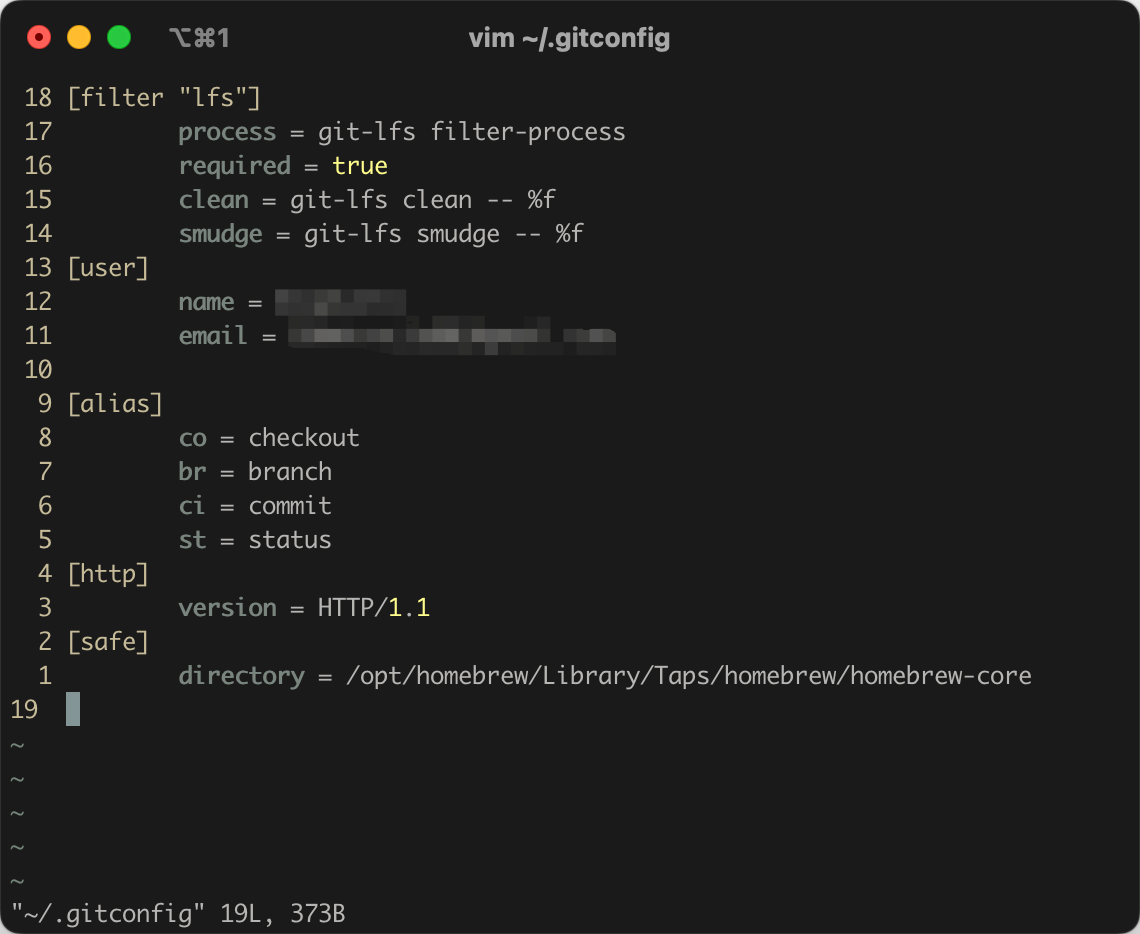 ⌥⌘1 vim ~/.gitconfig
18 [filter "lfs"]
17 process = git-lfs filter-process
16 required = true
15 clean = git-lfs clean -- %f
14 smudge = git-lfs smudge -- %f
13 [user]
12 name =
11 email =
10
9 [alias]
8 co = checkout
7 br = branch
6 ci = commit
5 st = status
4 [http]
3 version = HTTP/1.1
2 [safe]
1 directory = /opt/homebrew/Library/Taps/homebrew/homebrew-core
19
~
~
~
~
~
"~/.gitconfig" 19L, 373B